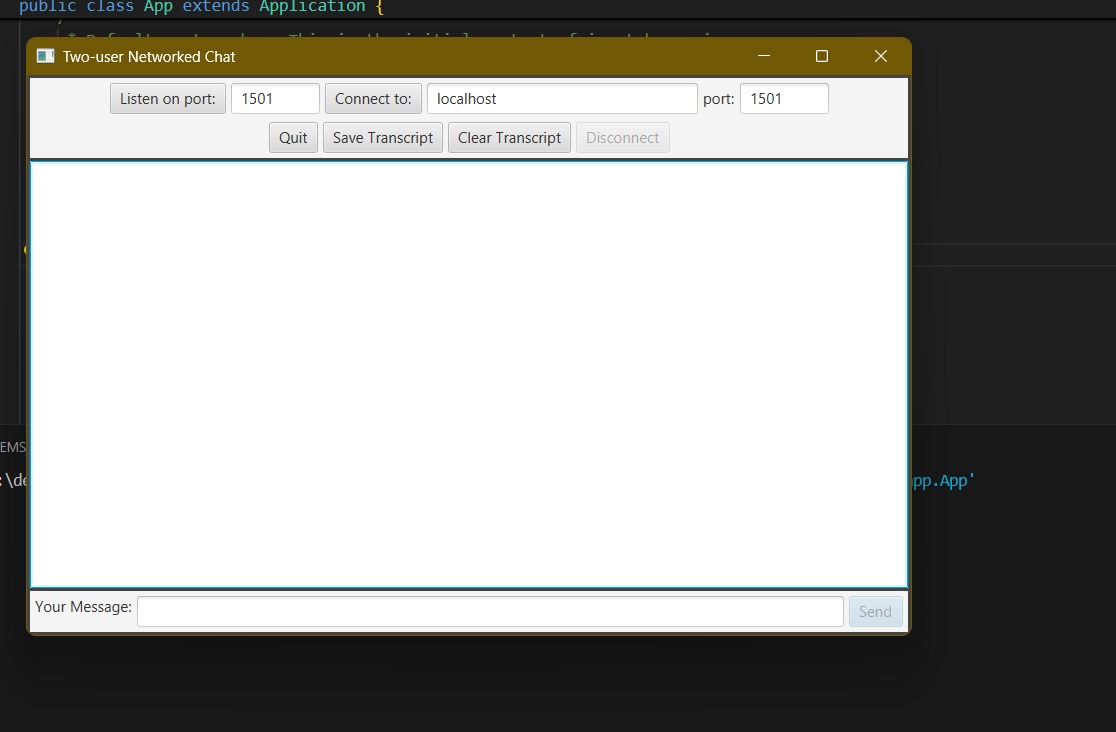 public class App extends Application {
Two-user Networked Chat
Listen on port: 1501 Connect to: localhost port: 1501
Quit Save Transcript Clear Transcript Disconnect
EMS
:\de pp.App'
Your Message: Send